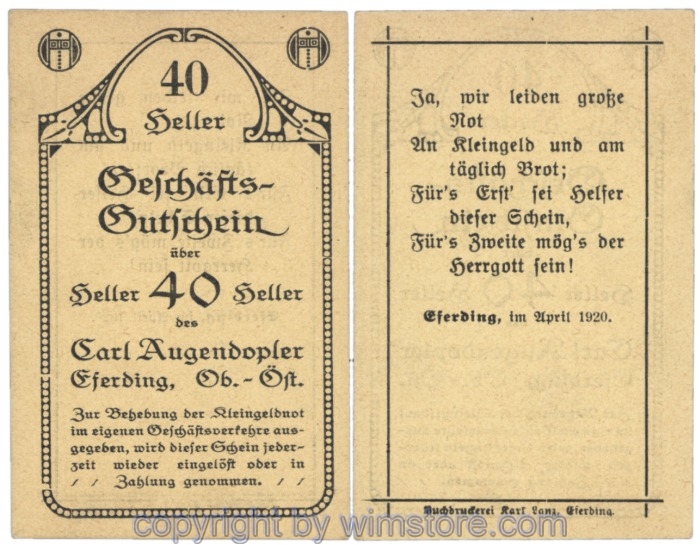 40
Heller
Geschäfts-
Gutschein
über
Heller 40 Heller
des
Carl Augendopler
Eferding, Ob.-Öst.
Zur Behebung der Kleingeldnot
im eigenen Geschäftsverkehre aus-
gegeben, wird dieser Schein jeder-
zeit wieder eingelöst oder in
/ / Zahlung genommen. / /
Ja, wir leiden große
Not
An Kleingeld und am
täglich Brot;
Für's Erst' sei Helfer
dieser Schein,
Für's Zweite mög's der
Herrgott sein!
Eferding, im April 1920.
Buchdruckerei Karl Lanz, Eferding
copyright by wimstore.com